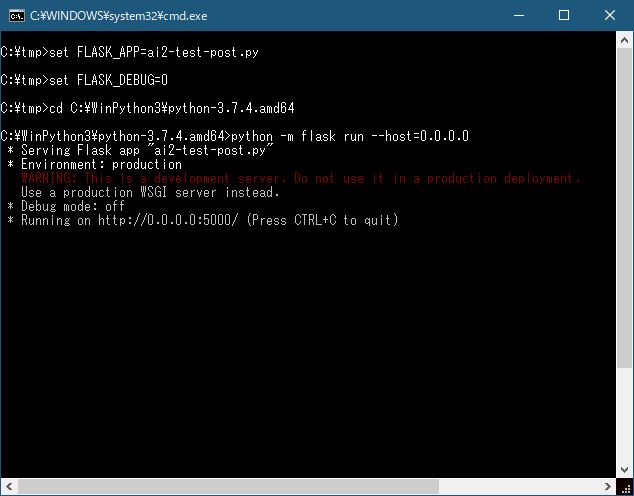 C:¥WINDOWS¥system32¥cmd.exe
C:¥tmp>set FLASK_APP=ai2-test-post.py
C:¥tmp>set FLASK_DEBUG=0
C:¥tmp>cd C:¥WinPython3¥python-3.7.4.amd64
C:¥WinPython3¥python-3.7.4.amd64>python -m flask run --host=0.0.0.0
* Serving Flask app "ai2-test-post.py"
* Environment: production
WARNING: This is a development server. Do not use it in a production deployment.
Use a production WSGI server instead.
* Debug mode: off
* Running on http://0.0.0.0:5000/ (Press CTRL+C to quit)